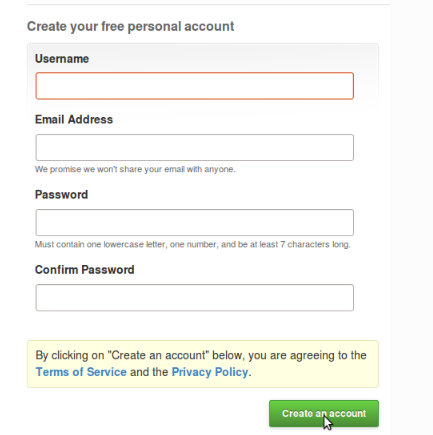 Create your free personal account
Username
Email Address
We promise we won't share your email with anyone.
Password
Must contain one lowercase letter, one number, and be at least 7 characters long.
Confirm Password
By clicking on "Create an account" below, you are agreeing to the
Terms of Service and the Privacy Policy.
Create an account